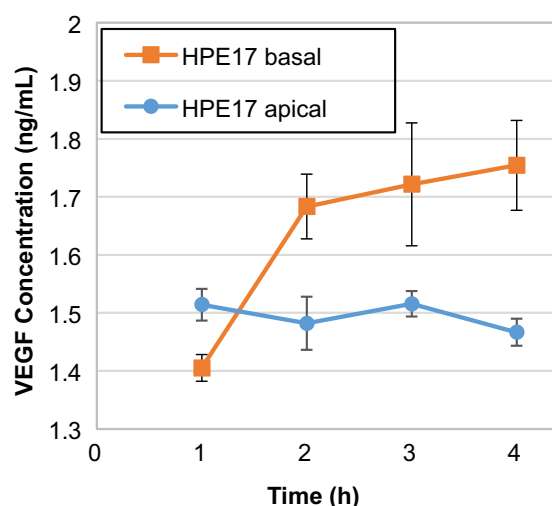 2
1.9
1.8
1.7
1.6
1.5
1.4
1.3
VEGF Concentration (ng/mL)
HPE17 basal
HPE17 apical
0 1 2 3 4
Time (h)